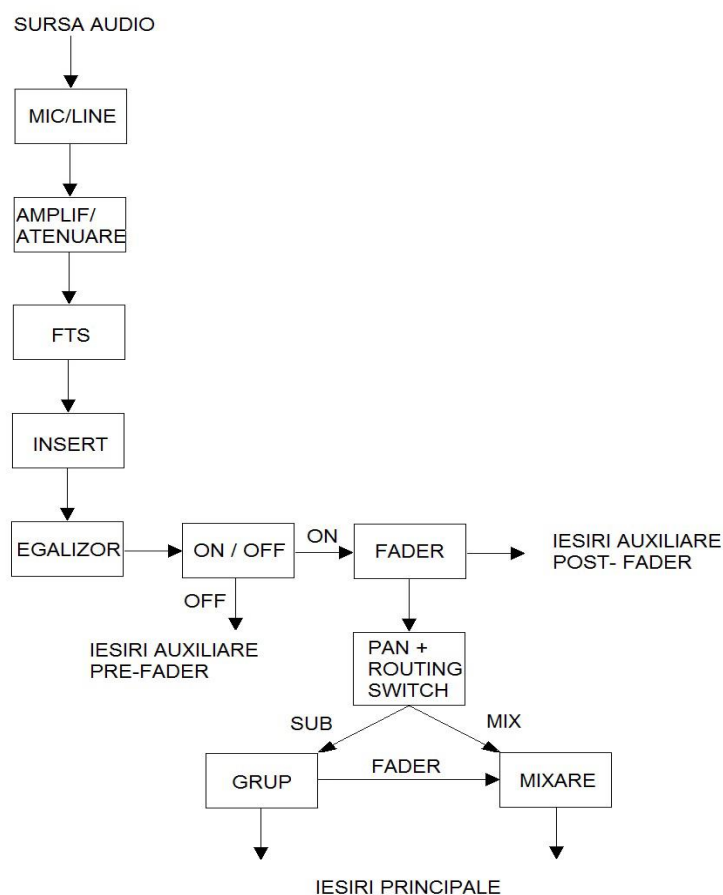 SURSA AUDIO
MIC/LINE
AMPLIF/
ATENUARE
FTS
INSERT
EGALIZOR
ON / OFF
ON
FADER
IESIRI AUXILIARE
POST- FADER
OFF
IESIRI AUXILIARE
PRE-FADER
PAN +
ROUTING
SWITCH
SUB
MIX
GRUP
FADER
MIXARE
IESIRI PRINCIPALE